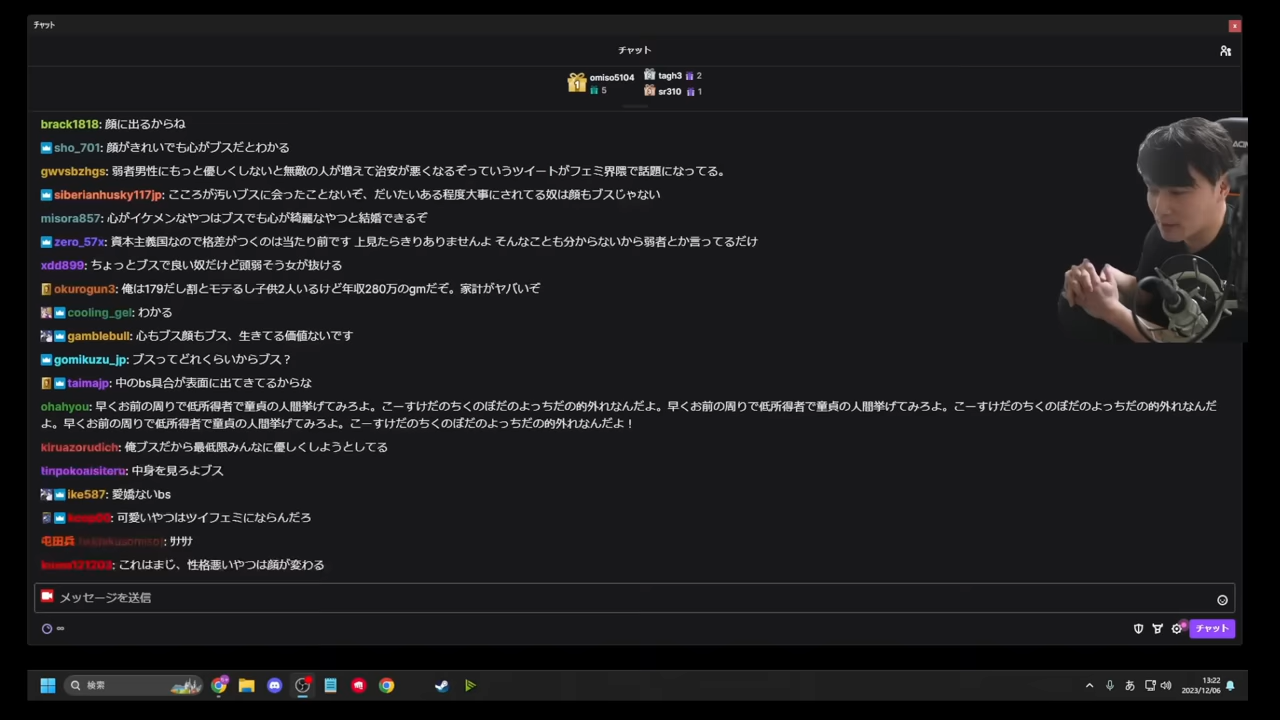 チャット
チャット
omiso5104 5
tagh3 2
sr310 1
brack1818: 顔に出るからね
sho_701: 顔がきれいでも心がブスだとわかる
gwvsbzhgs: 弱者男性にもっと優しくしないと無敵の人が増えて治安が悪くなるぞっていうツイートがフェミ界隈で話題になってる。
siberianhusky117jp: こころが汚いブスに会ったことないぞ、だいたいある程度大事にされてる奴は顔もブスじゃない
misora857: 心がイケメンなやつはブスでも心が綺麗なやつと結婚できるぞ
zero_57x: 資本主義国なので格差がつくのは当たり前です 上見たらきりありませんよ そんなことも分からないから弱者とか言ってるだけ
xdd899: ちょっとブスで良い奴だけど頭弱そう女が抜ける
okurogun3: 俺は179だし割とモテるし子供2人いるけど年収280万のgmだぞ。家計がヤバいぞ
cooling_gel: わかる
gamblebull: 心もブス顔もブス、生きてる価値ないです
gomikuzu_jp: ブスってどれくらいからブス？
taimajp: 中のbs具合が表面に出てきてるからな
ohahyou: 早くお前の周りで低所得者で童貞の人間挙げてみろよ。こーすけだのちくのぼだのよっちだの的外れなんだよ。早くお前の周りで低所得者で童貞の人間挙げてみろよ。こーすけだのちくのぼだのよっちだの的外れなんだ
よ。早くお前の周りで低所得者で童貞の人間挙げてみろよ。こーすけだのちくのぼだのよっちだの的外れなんだよ！
kiruazorudich: 俺ブスだから最低限みんなに優しくしようとしてる
tinpokoaisiteru: 中身を見ろよブス
ike587: 愛嬌ないbs
: 可愛いやつはツイフェミにならんだろ
屯田兵 : ｻｻｻ
: これはまじ、性格悪いやつは顔が変わる
メッセージを送信
∞
チャット
検索
あ
13:22
2023/12/06